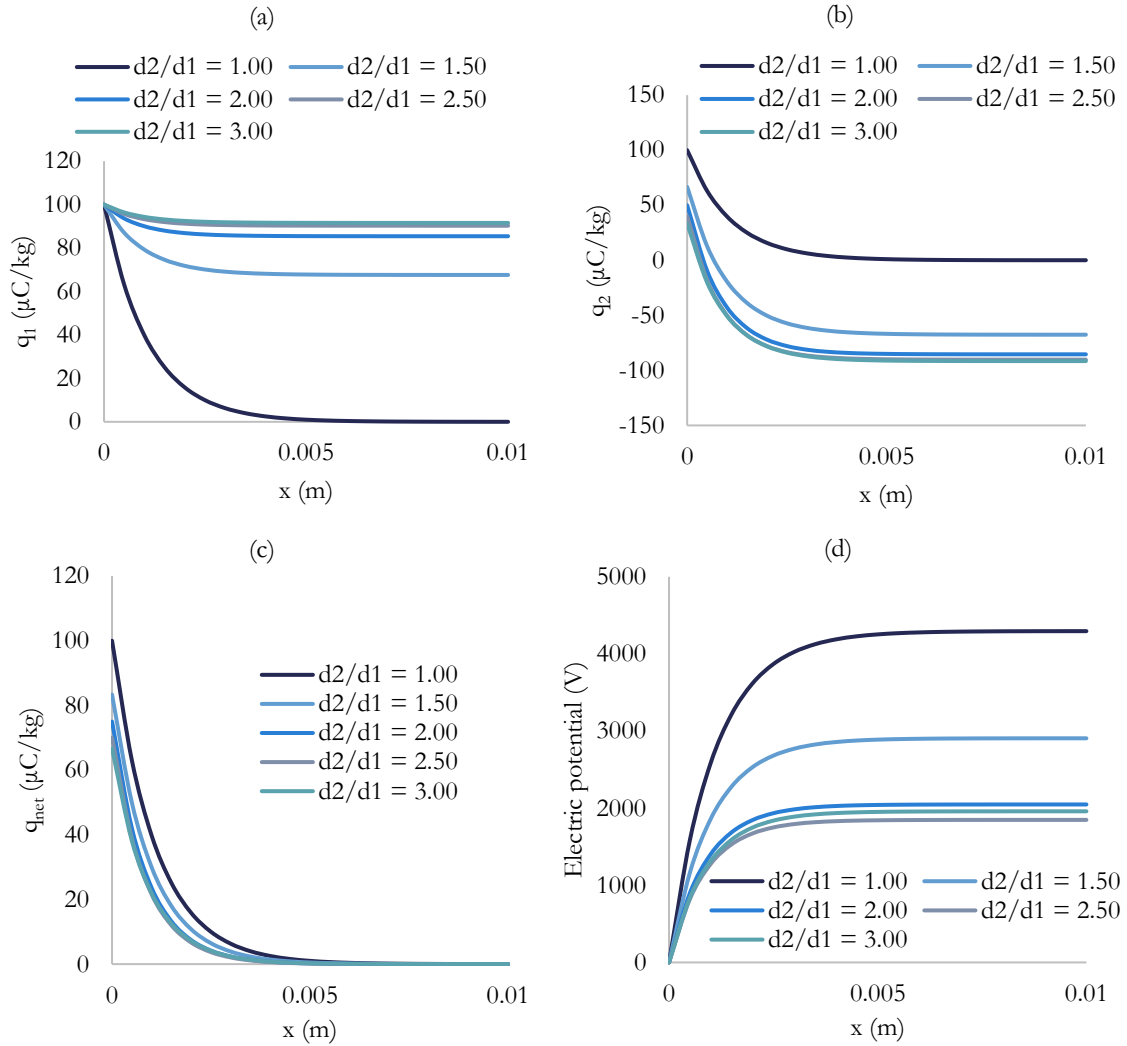 (a)
d2/d1 = 1.00 d2/d1 = 1.50
d2/d1 = 2.00 d2/d1 = 2.50
d2/d1 = 3.00
120
100
80
60
40
20
0
q1 (µC/kg)
0 0.005 0.01
x (m)
(b)
d2/d1 = 1.00 d2/d1 = 1.50
d2/d1 = 2.00 d2/d1 = 2.50
d2/d1 = 3.00
150
100
50
0
-50
-100
-150
q2 (µC/kg)
0 0.005 0.01
x (m)
(c)
120
100
80
60
40
20
0
qnet (µC/kg)
d2/d1 = 1.00
d2/d1 = 1.50
d2/d1 = 2.00
d2/d1 = 2.50
d2/d1 = 3.00
0 0.005 0.01
x (m)
(d)
5000
4000
3000
2000
1000
0
Electric potential (V)
d2/d1 = 1.00 d2/d1 = 1.50
d2/d1 = 2.00 d2/d1 = 2.50
d2/d1 = 3.00
0 0.005 0.01
x (m)